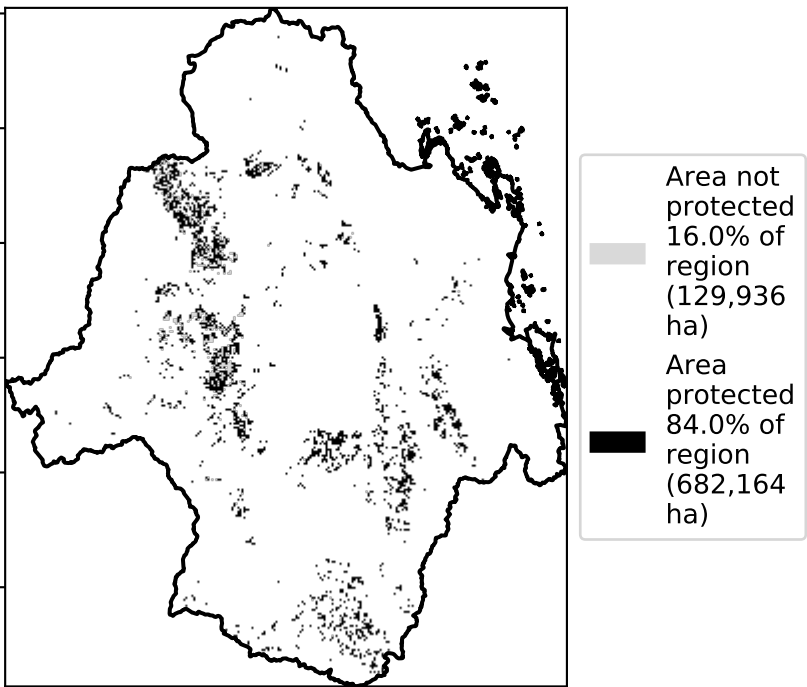 Area not
protected
16.0% of
region
(129,936
ha)
Area
protected
84.0% of
region
(682,164
ha)